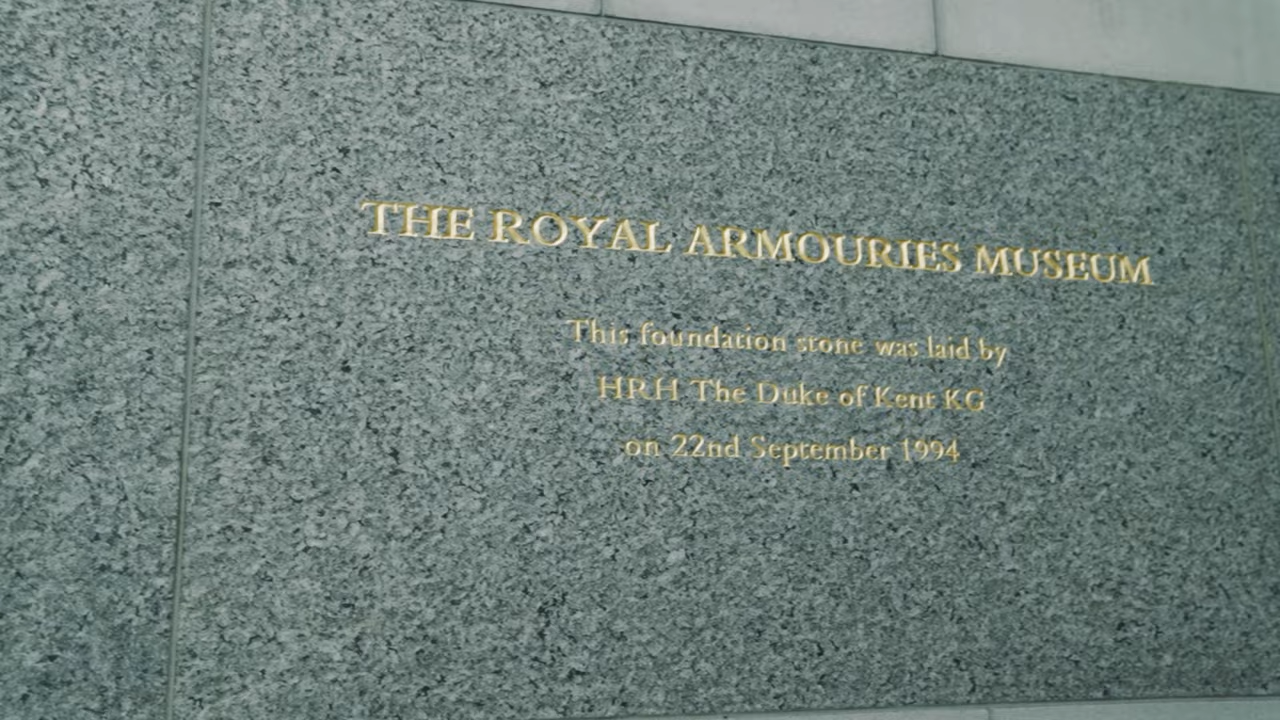 THE ROYAL ARMOURIES MUSEUM
This foundation stone was laid by
HRH The Duke of Kent KG
on 22nd September 1994